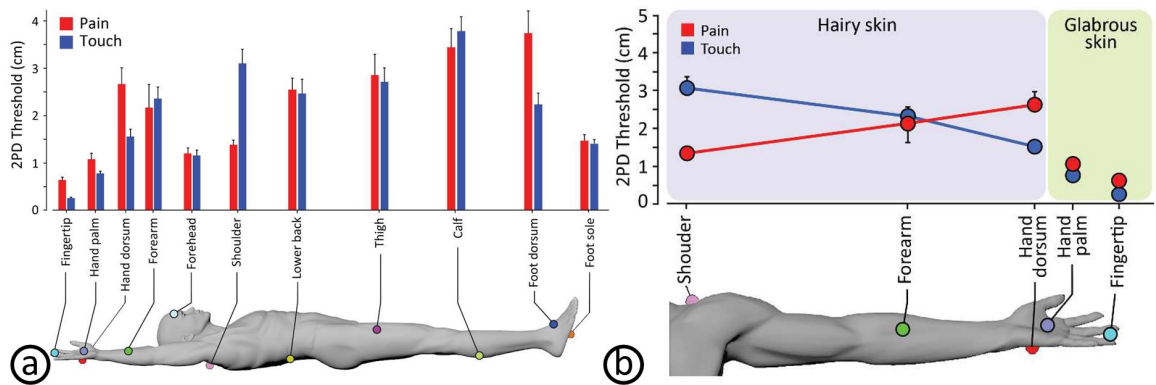 Pain
Touch
2PD Threshold (cm)
4
3
2
1
0
Fingertip
Hand palm
Hand dorsum
Forearm
Forehead
Shoulder
Lower back
Thigh
Calf
Foot dorsum
Foot sole
a
Hairy skin
Glabrous
skin
Pain
Touch
2PD Threshold (cm)
5
4
3
2
1
0
Shouder
Forearm
Hand
dorsum
Hand
palm
Fingertip
b